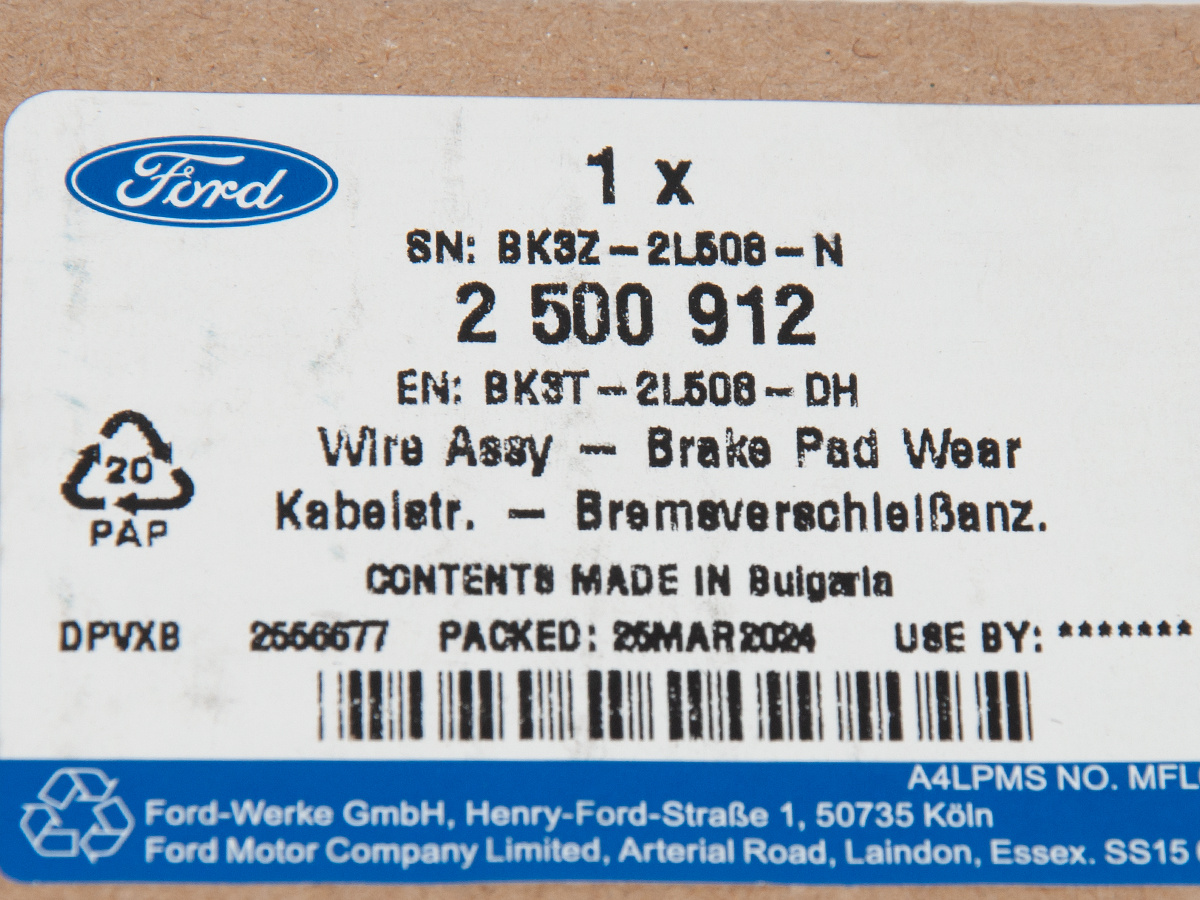 Ford
1 x
SN: BK3Z-2L508-N
2 500 912
EN: BK3T-2L508-DH
Wire Assy - Brake Pad Wear
Kabelstr. - Bremsverschleißanz.
20
PAP
CONTENTS MADE IN Bulgaria
DPVXB 2556677 PACKED: 25MAR2024 USE BY: *******
A4LPMS NO. MFL
Ford-Werke GmbH, Henry-Ford-Straße 1, 50735 Köln
Ford Motor Company Limited, Arterial Road, Laindon, Essex. SS15